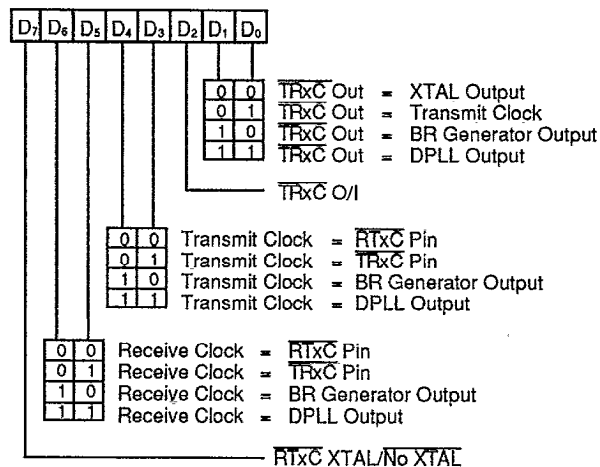 D7 D6 D5 D4 D3 D2 D1 D0
0 0 TRxC Out = XTAL Output
0 1 TRxC Out = Transmit Clock
1 0 TRxC Out = BR Generator Output
1 1 TRxC Out = DPLL Output
TRxC O/I
0 0 Transmit Clock = RTxC Pin
0 1 Transmit Clock = TRxC Pin
1 0 Transmit Clock = BR Generator Output
1 1 Transmit Clock = DPLL Output
0 0 Receive Clock = RTxC Pin
0 1 Receive Clock = TRxC Pin
1 0 Receive Clock = BR Generator Output
1 1 Receive Clock = DPLL Output
RTxC XTAL/No XTAL